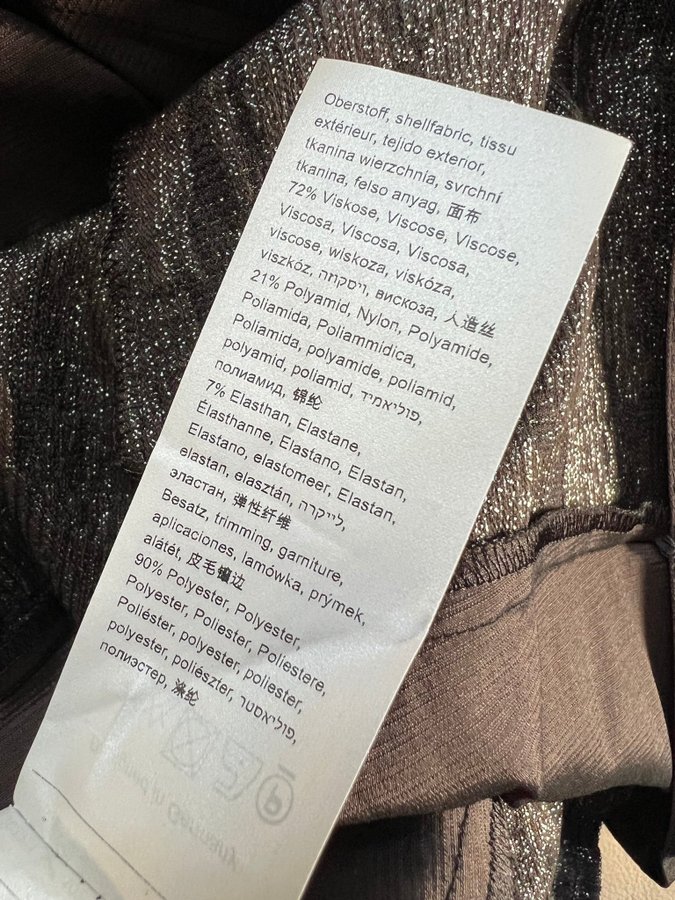 Oberstoff, shellfabric, tissu
extérieur, tejido exterior,
tkanina wierzchnia, svrchní
tkanina, felso anyag, 面布
72% Viskose, Viscose, Viscose,
Viscosa, Viscosa, Viscosa,
viscose, wiskoza, viskóza,
viszkóz, ויסקוזה, вискоза, 人造丝
21% Polyamid, Nylon, Polyamide,
Poliamida, Poliammidica,
Poliamida, polyamide, poliamid,
polyamid, poliamid, פוליאמיד,
полиамид, 锦纶
7% Elasthan, Elastane,
Élasthanne, Elastano, Elastan,
Elastano, elastomeer, Elastan,
elastan, elasztán, לייקרה,
эластан, 弹性纤维
Besatz, trimming, garniture,
aplicaciones, lamówka, prýmek,
alátét, 皮毛镶边
90% Polyester, Polyester,
Polyester, Poliester, Poliestere,
Poliéster, polyester, poliester,
polyester, poliészter, פוליאסטר,
полиэстер, 涤纶